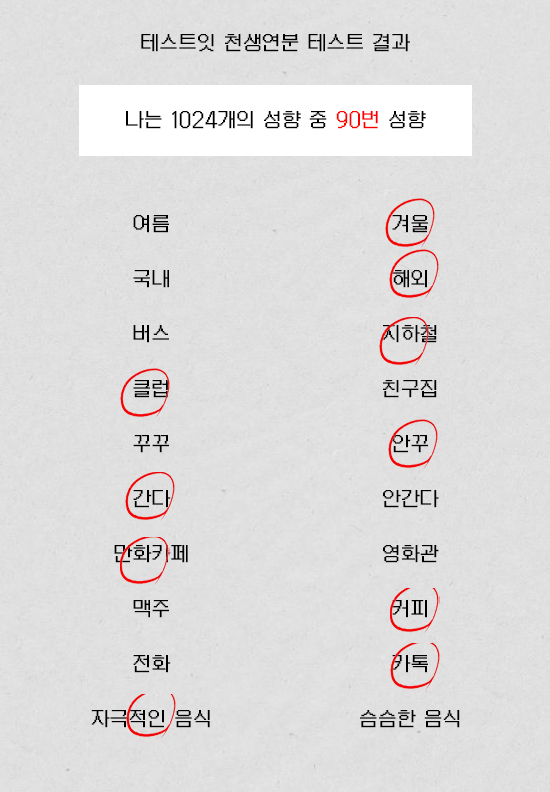 테스트잇 천생연분 테스트 결과
나는 1024개의 성향 중 90번 성향
여름 겨울
국내 해외
버스 지하철
클럽 친구집
꾸꾸 안꾸
간다 안간다
만화카페 영화관
맥주 커피
전화 카톡
자극적인 음식 슴슴한 음식